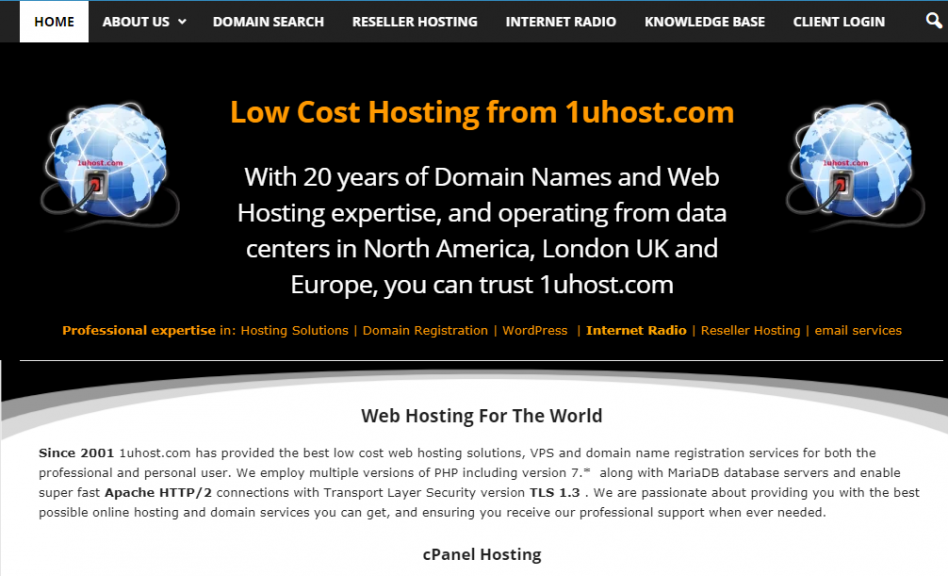 HOME ABOUT US DOMAIN SEARCH RESELLER HOSTING INTERNET RADIO KNOWLEDGE BASE CLIENT LOGIN
Low Cost Hosting from 1uhost.com
1uhost.com
1uhost.com
With 20 years of Domain Names and Web
Hosting expertise, and operating from data
centers in North America, London UK and
Europe, you can trust 1uhost.com
Professional expertise in: Hosting Solutions | Domain Registration | WordPress | Internet Radio | Reseller Hosting | email services
Web Hosting For The World
Since 2001 1uhost.com has provided the best low cost web hosting solutions, VPS and domain name registration services for both the
professional and personal user. We employ multiple versions of PHP including version 7.* along with MariaDB database servers and enable
super fast Apache HTTP/2 connections with Transport Layer Security version TLS 1.3 . We are passionate about providing you with the best
possible online hosting and domain services you can get, and ensuring you receive our professional support when ever needed.
cPanel Hosting